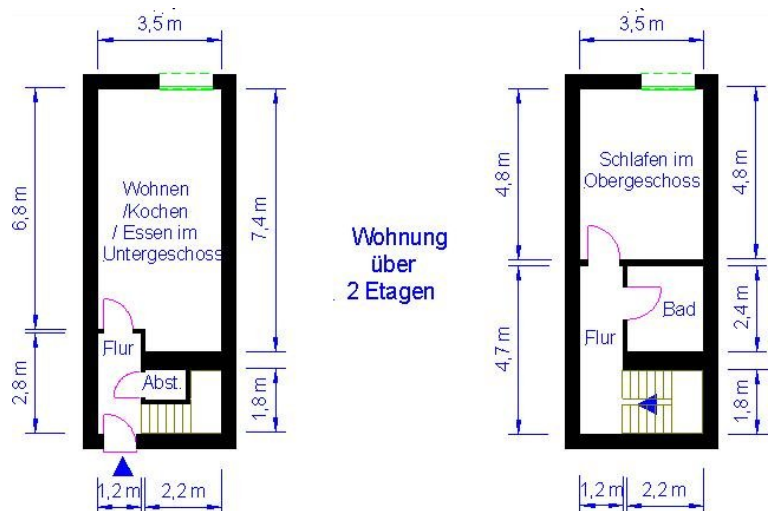 3,5 m
3,5 m
6,8 m
7,4 m
4,8 m
4,8 m
Wohnen
/Kochen
/ Essen im
Untergeschoss
Schlafen im
Obergeschoss
Wohnung
über
2 Etagen
2,8 m
Flur
Abst.
1,8 m
4,7 m
Flur
Bad
2,4 m
1,8 m
1,2 m
2,2 m
1,2 m
2,2 m